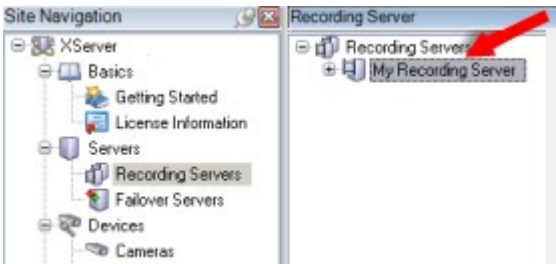 Site Navigation
XServer
Basics
Getting Started
License Information
Servers
Recording Servers
Failover Servers
Devices
Cameras
Recording Server
Recording Servers
My Recording Server